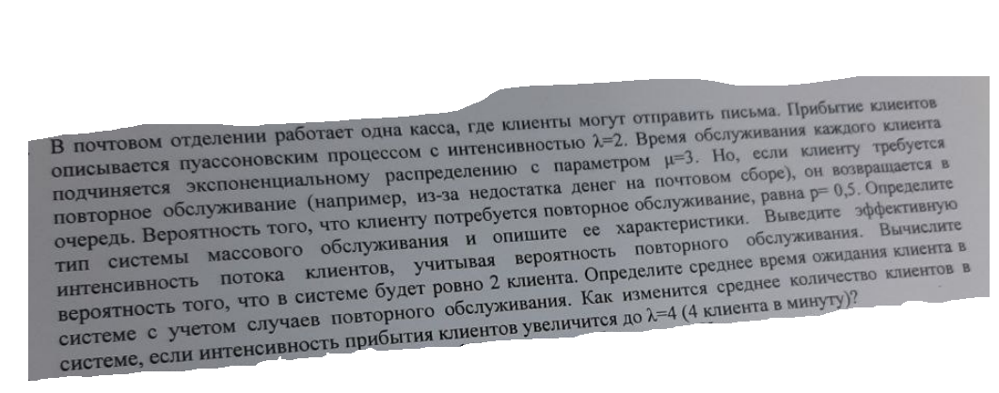 В почтовом отделении работает одна касса, где клиенты могут отправить письма. Прибытие клиентов
описывается пуассоновским процессом с интенсивностью λ=2. Время обслуживания каждого клиента
подчиняется экспоненциальному распределению с параметром μ=3. Но, если клиенту требуется
повторное обслуживание (например, из-за недостатка денег на почтовом сборе), он возвращается в
очередь. Вероятность того, что клиенту потребуется повторное обслуживание, равна р= 0,5. Определите
тип системы массового обслуживания и опишите ее характеристики. Выведите эффективную
интенсивность потока клиентов, учитывая вероятность повторного обслуживания. Вычислите
вероятность того, что в системе будет ровно 2 клиента. Определите среднее время ожидания клиента в
системе с учетом случаев повторного обслуживания. Как изменится среднее количество клиентов в
системе, если интенсивность прибытия клиентов увеличится до λ=4 (4 клиента в минуту)?